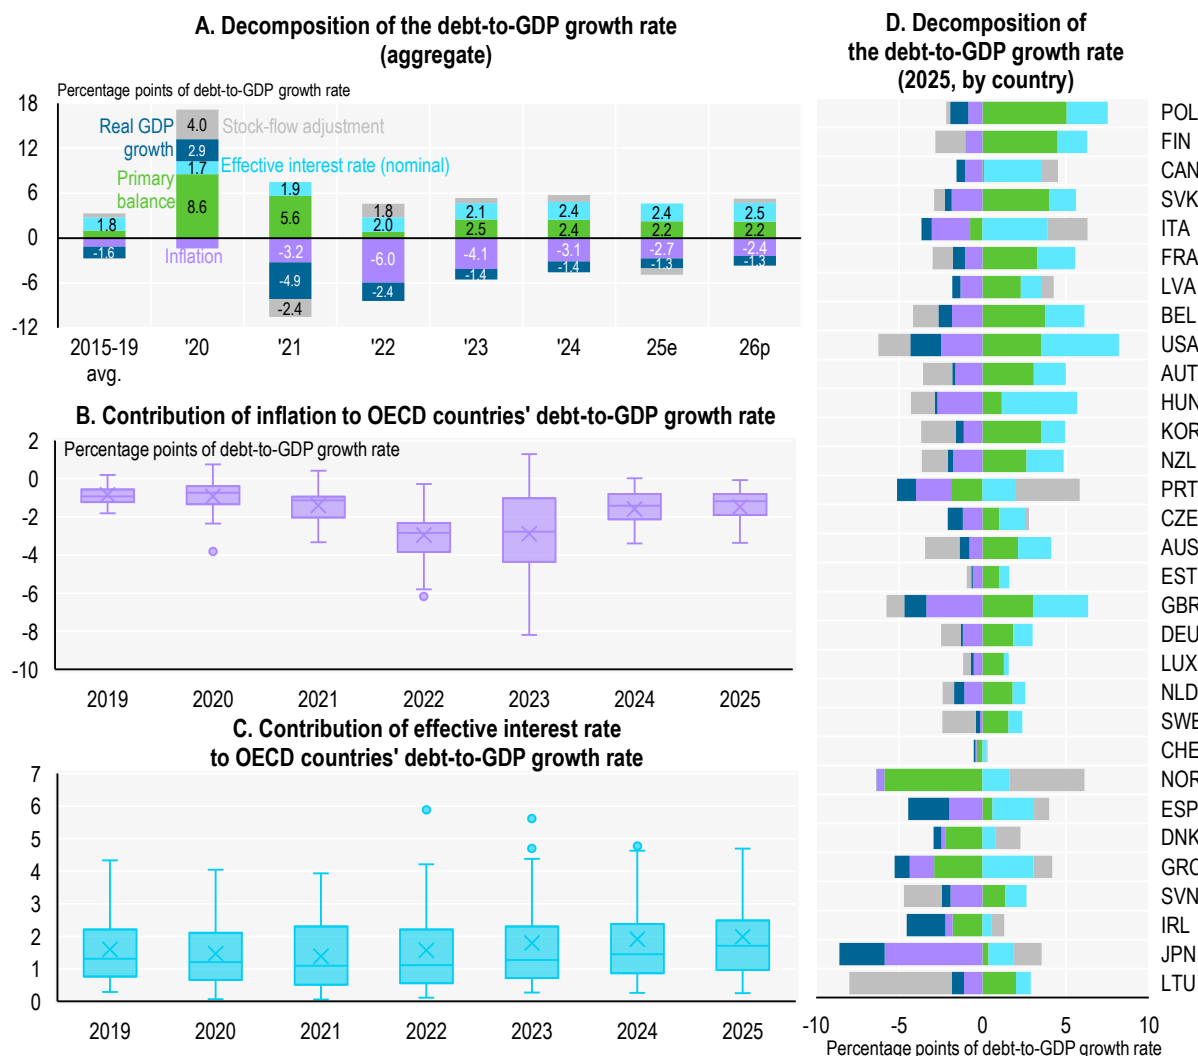 A. Decomposition of the debt-to-GDP growth rate
(aggregate)
Percentage points of debt-to-GDP growth rate
18
12
6
0
-6
-12
Real GDP
growth
Stock-flow adjustment
Effective interest rate (nominal)
Primary
balance
Inflation
1.8
-1.6
4.0
2.9
1.7
8.6
1.9
5.6
-3.2
-4.9
-2.4
1.8
2.0
-6.0
-2.4
2.1
2.5
-4.1
-1.4
2.4
2.4
-3.1
-1.4
2.4
2.2
-2.7
-1.3
2.5
2.2
-2.4
-1.3
2015-19
avg.
'20
'21
'22
'23
'24
25e
26p
B. Contribution of inflation to OECD countries' debt-to-GDP growth rate
Percentage points of debt-to-GDP growth rate
2
0
-2
-4
-6
-8
-10
2019
2020
2021
2022
2023
2024
2025
C. Contribution of effective interest rate
to OECD countries' debt-to-GDP growth rate
7
6
5
4
3
2
1
0
2019
2020
2021
2022
2023
2024
2025
D. Decomposition of
the debt-to-GDP growth rate
(2025, by country)
POL
FIN
CAN
SVK
ITA
FRA
LVA
BEL
USA
AUT
HUN
KOR
NZL
PRT
CZE
AUS
EST
GBR
DEU
LUX
NLD
SWE
CHE
NOR
ESP
DNK
GRC
SVN
IRL
JPN
LTU
-10
-5
0
5
10
Percentage points of debt-to-GDP growth rate